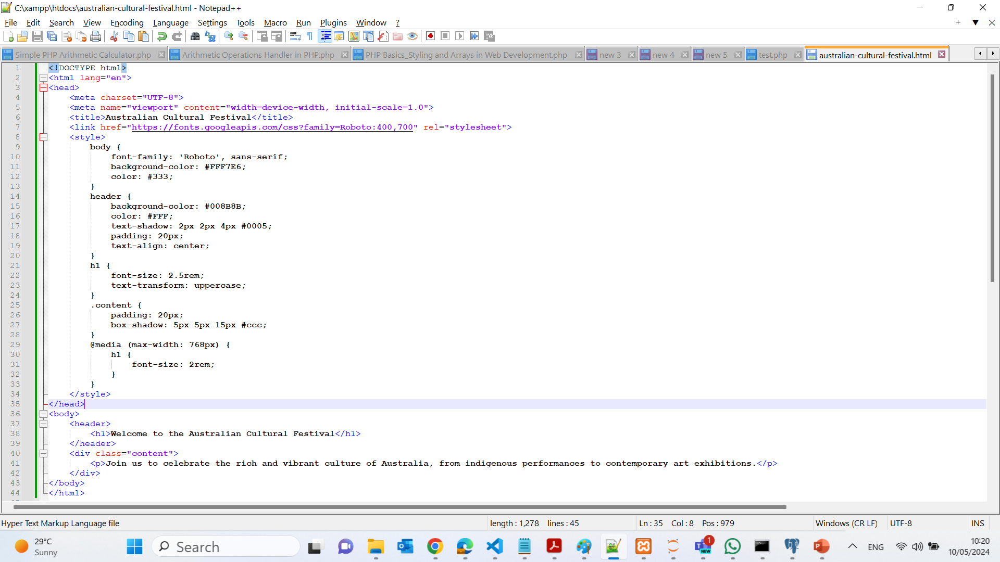 C:\xampp\htdocs\australian-cultural-festival.html - Notepad++
File Edit Search View Encoding Language Settings Tools Macro Run Plugins Window ?
Simple PHP Arithmetic Calculator.php Arithmetic Operations Handler in PHP.php PHP Basics_Styling and Arrays in Web Development.php new 3 new 4 new 5 test.php australian-cultural-festival.html
1 <!DOCTYPE html>
2 <html lang="en">
3 <head>
4 <meta charset="UTF-8">
5 <meta name="viewport" content="width=device-width, initial-scale=1.0">
6 <title>Australian Cultural Festival</title>
7 <link href="https://fonts.googleapis.com/css?family=Roboto:400,700" rel="stylesheet">
8 <style>
9 body {
10 font-family: 'Roboto', sans-serif;
11 background-color: #FFF7E6;
12 color: #333;
13 }
14 header {
15 background-color: #008B8B;
16 color: #FFF;
17 text-shadow: 2px 2px 4px #0005;
18 padding: 20px;
19 text-align: center;
20 }
21 h1 {
22 font-size: 2.5rem;
23 text-transform: uppercase;
24 }
25 .content {
26 padding: 20px;
27 box-shadow: 5px 5px 15px #ccc;
28 }
29 @media (max-width: 768px) {
30 h1 {
31 font-size: 2rem;
32 }
33 }
34 </style>
35 </head>
36 <body>
37 <header>
38 <h1>Welcome to the Australian Cultural Festival</h1>
39 </header>
40 <div class="content">
41 <p>Join us to celebrate the rich and vibrant culture of Australia, from indigenous performances to contemporary art exhibitions.</p>
42 </div>
43 </body>
44 </html>
Hyper Text Markup Language file length : 1,278 lines : 45 Ln : 35 Col : 8 Pos : 979 Windows (CR LF) UTF-8 INS
29°C
Sunny
Search
1
NEW
ENG
10:20
10/05/2024